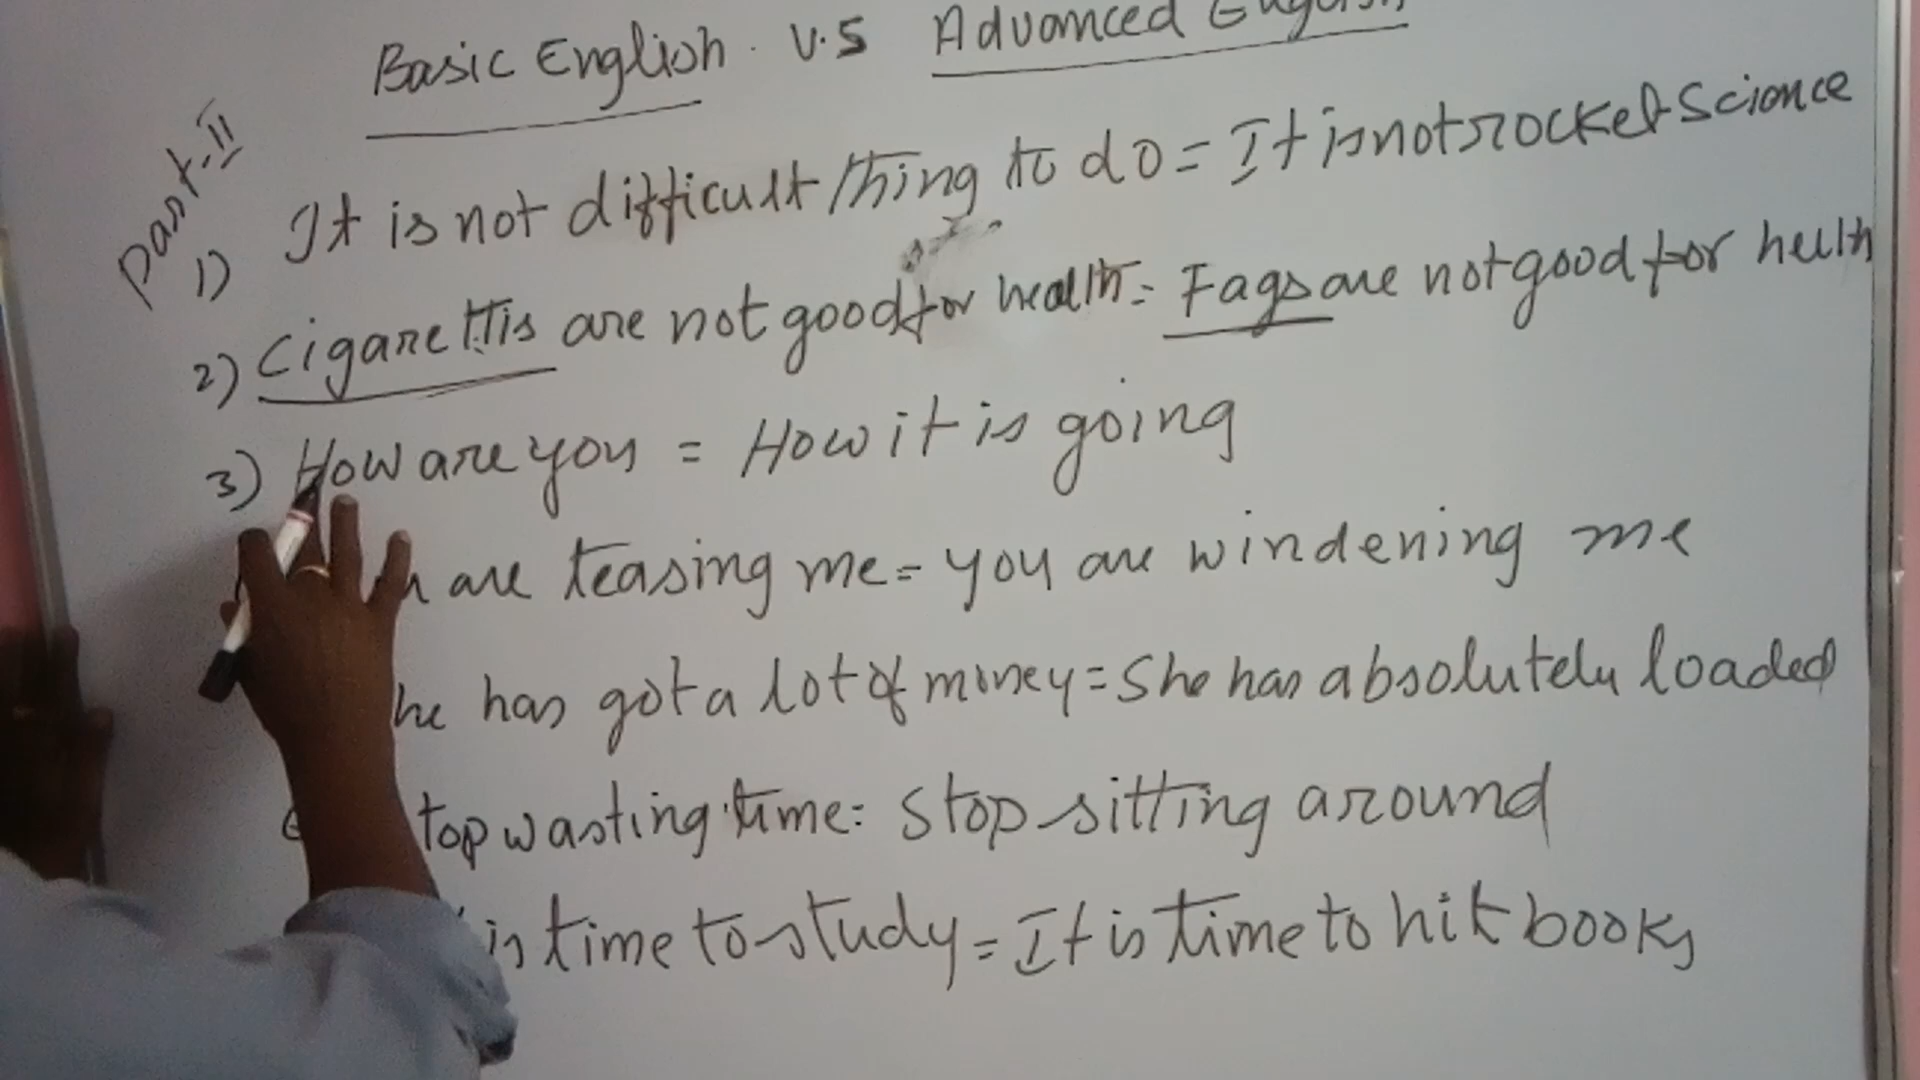 Basic English V.S Advanced English
Part-II
1) It is not difficult thing to do = It is not rocket Science
2) Cigarettis are not good for health = Fags are not good for helth
3) How are you = How it is going
are teasing me = you are windening me
he has got a lot of money = She has absolutely loaded
top wasting time = Stop sitting around
is time to study = It is time to hit books